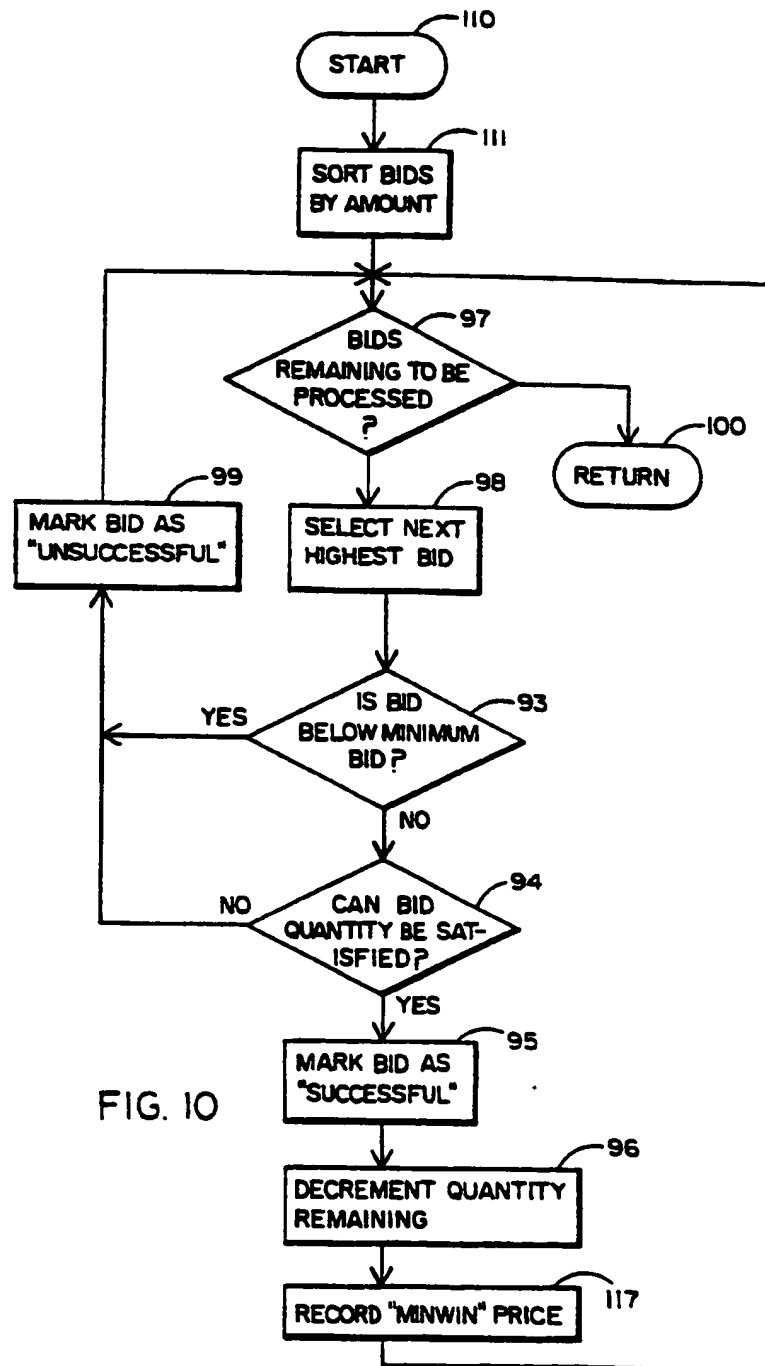 110
START
111
SORT BIDS
BY AMOUNT
97
BIDS
REMAINING TO BE
PROCESSED
?
100
RETURN
99
MARK BID AS
"UNSUCCESSFUL"
98
SELECT NEXT
HIGHEST BID
93
YES
IS BID
BELOW MINIMUM
BID?
NO
94
NO
CAN BID
QUANTITY BE SAT-
ISFIED?
YES
95
MARK BID AS
"SUCCESSFUL"
FIG. 10
96
DECREMENT QUANTITY
REMAINING
117
RECORD "MINWIN" PRICE